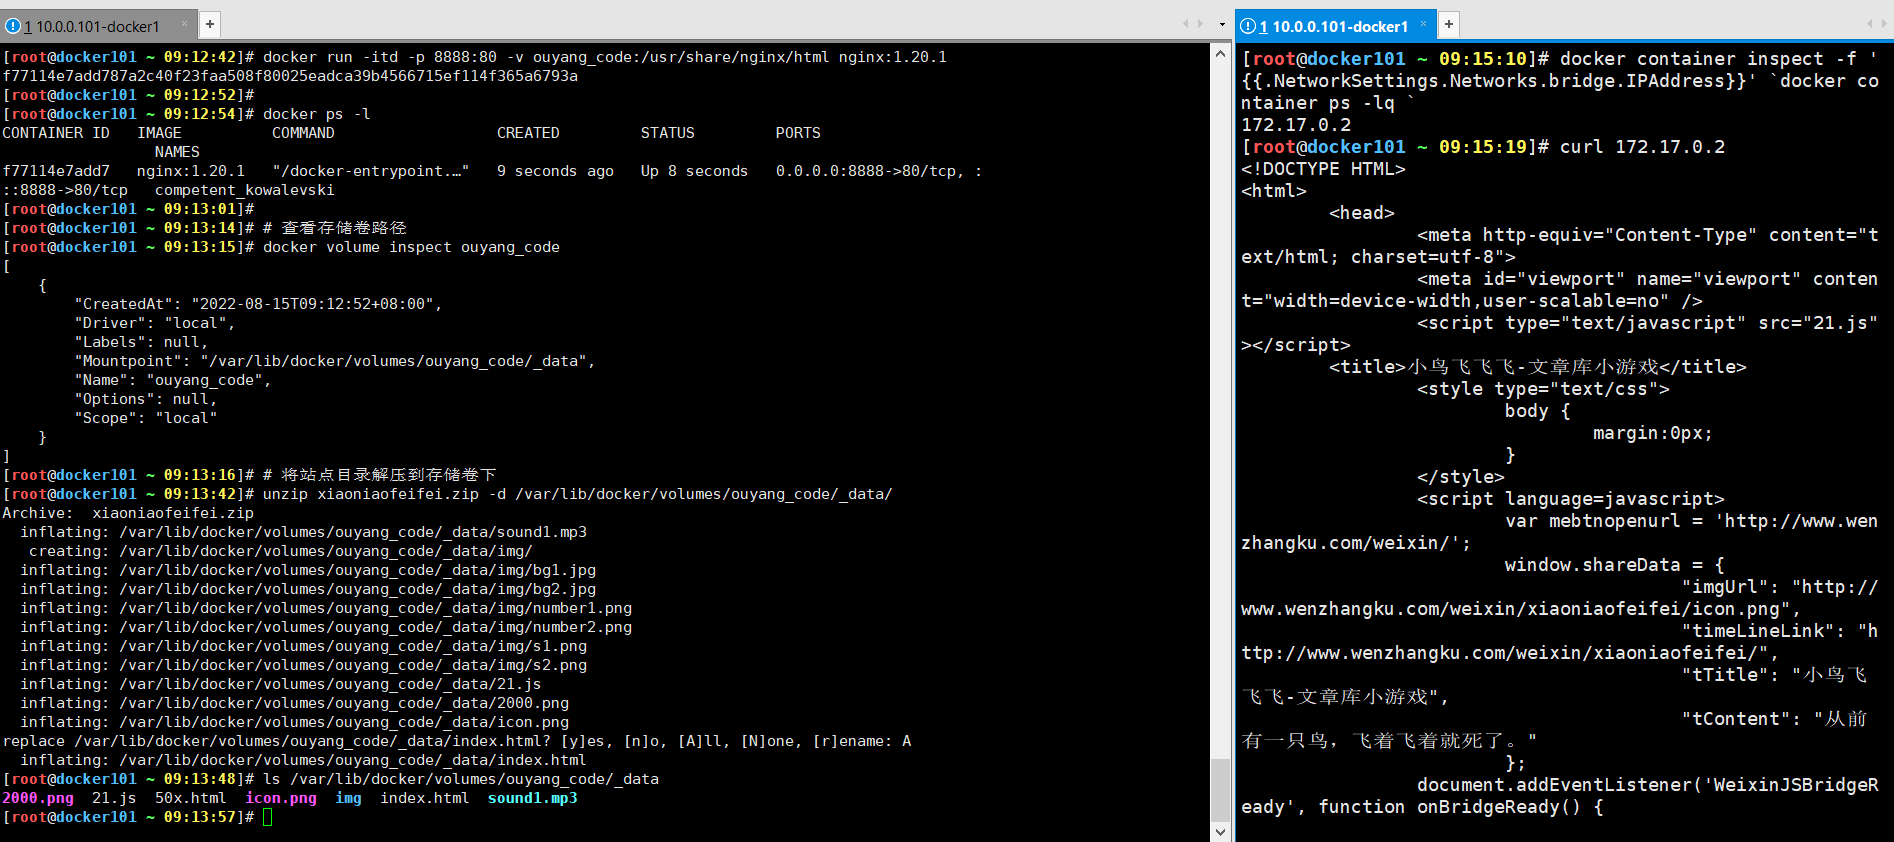 1 10.0.0.101-docker1
[root@docker101 ~ 09:12:42]# docker run -itd -p 8888:80 -v ouyang_code:/usr/share/nginx/html nginx:1.20.1
f77114e7add787a2c40f23faa508f80025eadca39b4566715ef114f365a6793a
[root@docker101 ~ 09:12:52]#
[root@docker101 ~ 09:12:54]# docker ps -l
CONTAINER ID   IMAGE          COMMAND                  CREATED         STATUS         PORTS
                 NAMES
f77114e7add7   nginx:1.20.1   "/docker-entrypoint.…"   9 seconds ago   Up 8 seconds   0.0.0.0:8888->80/tcp, :
::8888->80/tcp   competent_kowalevski
[root@docker101 ~ 09:13:01]#
[root@docker101 ~ 09:13:14]# # 查看存储卷路径
[root@docker101 ~ 09:13:15]# docker volume inspect ouyang_code
[
    {
        "CreatedAt": "2022-08-15T09:12:52+08:00",
        "Driver": "local",
        "Labels": null,
        "Mountpoint": "/var/lib/docker/volumes/ouyang_code/_data",
        "Name": "ouyang_code",
        "Options": null,
        "Scope": "local"
    }
]
[root@docker101 ~ 09:13:16]# # 将站点目录解压到存储卷下
[root@docker101 ~ 09:13:42]# unzip xiaoniaofeifei.zip -d /var/lib/docker/volumes/ouyang_code/_data/
Archive:  xiaoniaofeifei.zip
  inflating: /var/lib/docker/volumes/ouyang_code/_data/sound1.mp3
   creating: /var/lib/docker/volumes/ouyang_code/_data/img/
  inflating: /var/lib/docker/volumes/ouyang_code/_data/img/bg1.jpg
  inflating: /var/lib/docker/volumes/ouyang_code/_data/img/bg2.jpg
  inflating: /var/lib/docker/volumes/ouyang_code/_data/img/number1.png
  inflating: /var/lib/docker/volumes/ouyang_code/_data/img/number2.png
  inflating: /var/lib/docker/volumes/ouyang_code/_data/img/s1.png
  inflating: /var/lib/docker/volumes/ouyang_code/_data/img/s2.png
  inflating: /var/lib/docker/volumes/ouyang_code/_data/21.js
  inflating: /var/lib/docker/volumes/ouyang_code/_data/2000.png
  inflating: /var/lib/docker/volumes/ouyang_code/_data/icon.png
replace /var/lib/docker/volumes/ouyang_code/_data/index.html? [y]es, [n]o, [A]ll, [N]one, [r]ename: A
  inflating: /var/lib/docker/volumes/ouyang_code/_data/index.html
[root@docker101 ~ 09:13:48]# ls /var/lib/docker/volumes/ouyang_code/_data
2000.png  21.js  50x.html  icon.png  img  index.html  sound1.mp3
[root@docker101 ~ 09:13:57]#
1 10.0.0.101-docker1
[root@docker101 ~ 09:15:10]# docker container inspect -f '
{{.NetworkSettings.Networks.bridge.IPAddress}}' `docker co
ntainer ps -lq `
172.17.0.2
[root@docker101 ~ 09:15:19]# curl 172.17.0.2
<!DOCTYPE HTML>
<html>
        <head>
                <meta http-equiv="Content-Type" content="t
ext/html; charset=utf-8">
                <meta id="viewport" name="viewport" conten
t="width=device-width,user-scalable=no" />
                <script type="text/javascript" src="21.js"
></script>
        <title>小鸟飞飞飞-文章库小游戏</title>
                <style type="text/css">
                        body {
                                margin:0px;
                        }
                </style>
                <script language=javascript>
                        var mebtnopenurl = 'http://www.wen
zhangku.com/weixin/';
                        window.shareData = {
                                        "imgUrl": "http://
www.wenzhangku.com/weixin/xiaoniaofeifei/icon.png",
                                        "timeLineLink": "h
ttp://www.wenzhangku.com/weixin/xiaoniaofeifei/",
                                        "tTitle": "小鸟飞
飞飞-文章库小游戏",
                                        "tContent": "从前
有一只鸟，飞着飞着就死了。"
                        };
                document.addEventListener('WeixinJSBridgeR
eady', function onBridgeReady() {